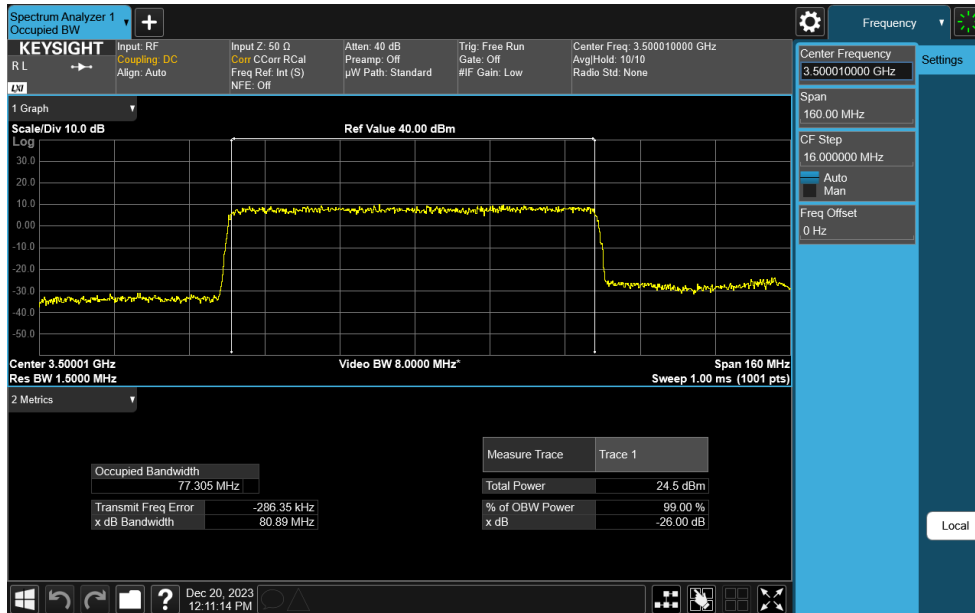 Spectrum Analyzer 1
Occupied BW
+
Frequency
KEYSIGHT
R L
LXI
Input: RF
Coupling: DC
Align: Auto
Input Z: 50 Ω
Corr CCorr RCal
Freq Ref: Int (S)
NFE: Off
Atten: 40 dB
Preamp: Off
µW Path: Standard
Trig: Free Run
Gate: Off
#IF Gain: Low
Center Freq: 3.500010000 GHz
Avg|Hold: 10/10
Radio Std: None
Center Frequency
3.500010000 GHz
Settings
Span
160.00 MHz
CF Step
16.000000 MHz
Auto
Man
Freq Offset
0 Hz
Local
1 Graph
Scale/Div 10.0 dB
Ref Value 40.00 dBm
Log
30.0
20.0
10.0
0.00
-10.0
-20.0
-30.0
-40.0
-50.0
Center 3.50001 GHz
Video BW 8.0000 MHz*
Span 160 MHz
Res BW 1.5000 MHz
Sweep 1.00 ms (1001 pts)
2 Metrics
Measure Trace
Trace 1
Occupied Bandwidth
77.305 MHz
Total Power
24.5 dBm
Transmit Freq Error
-286.35 kHz
% of OBW Power
99.00 %
x dB Bandwidth
80.89 MHz
x dB
-26.00 dB
?
Dec 20, 2023
12:11:14 PM